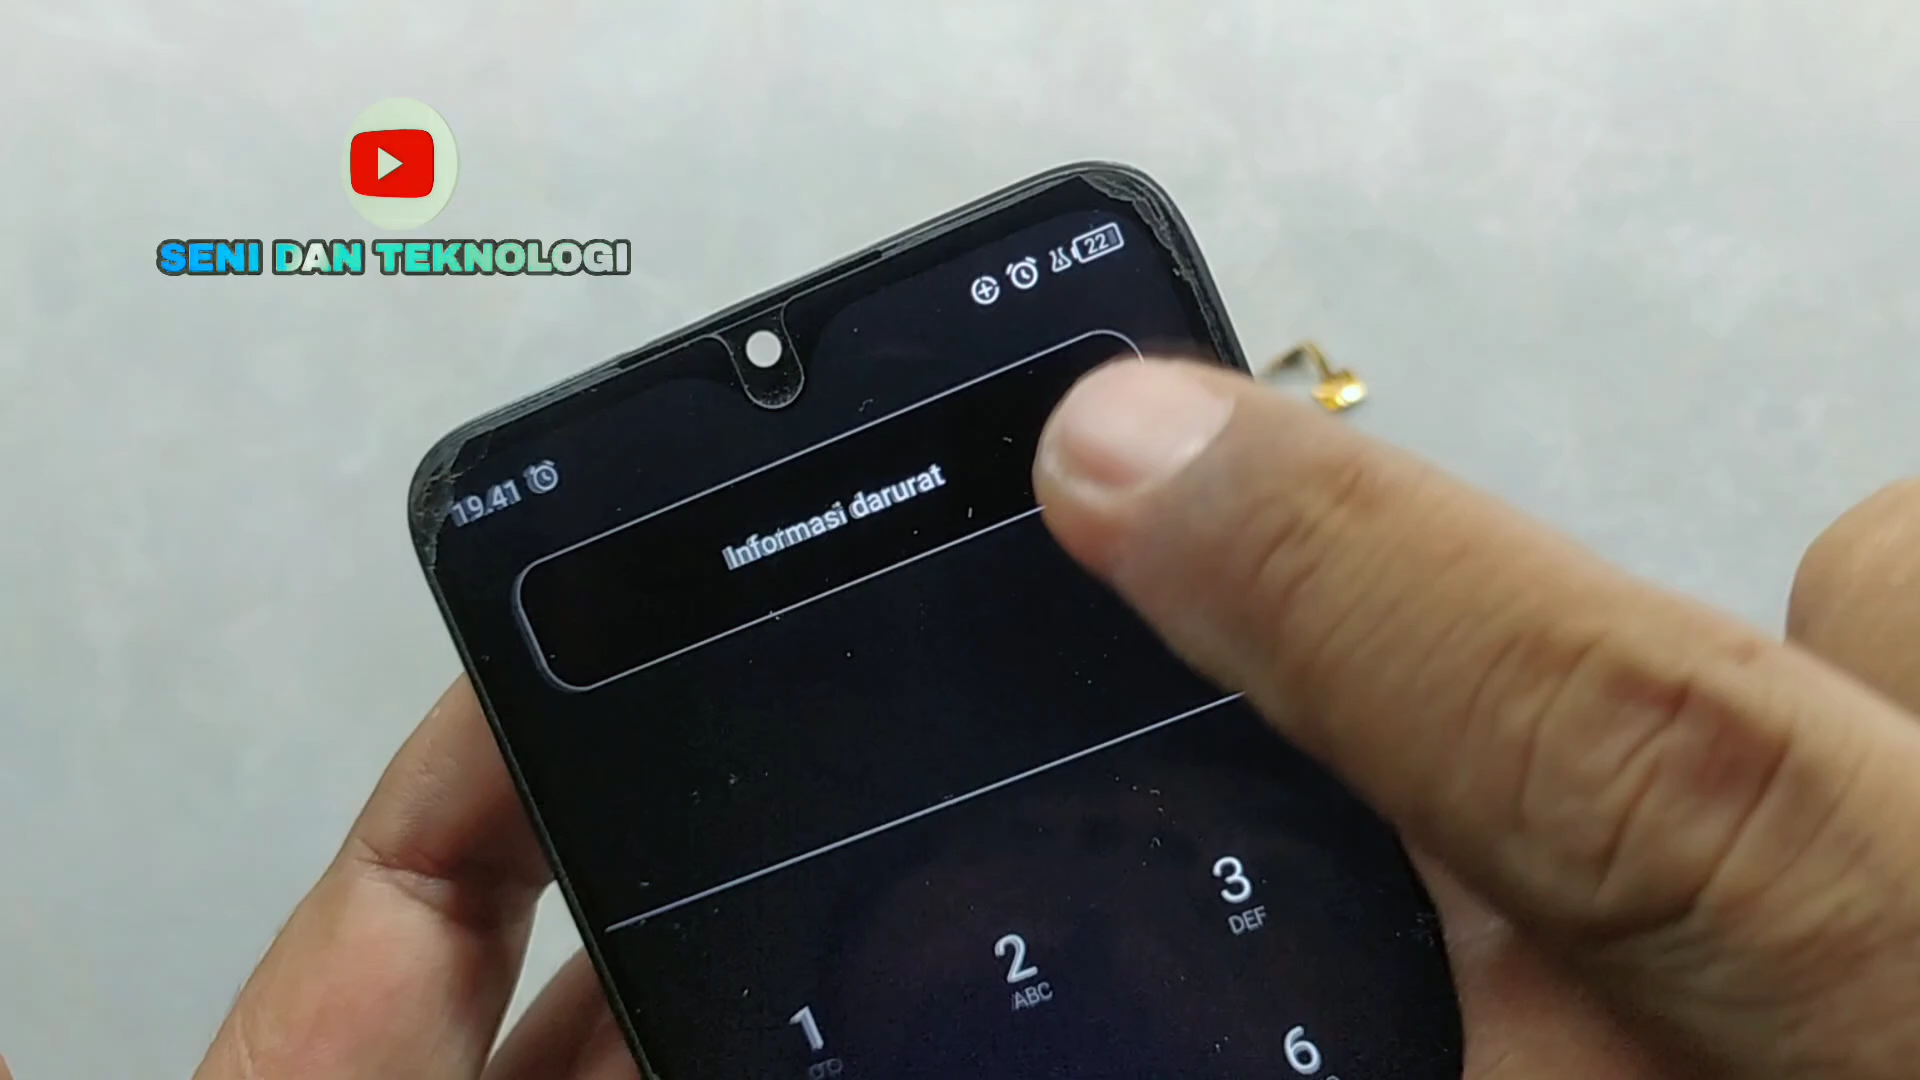 SENI DAN TEKNOLOGI
19.41
22
Informasi darurat
1
2
ABC
3
DEF
6